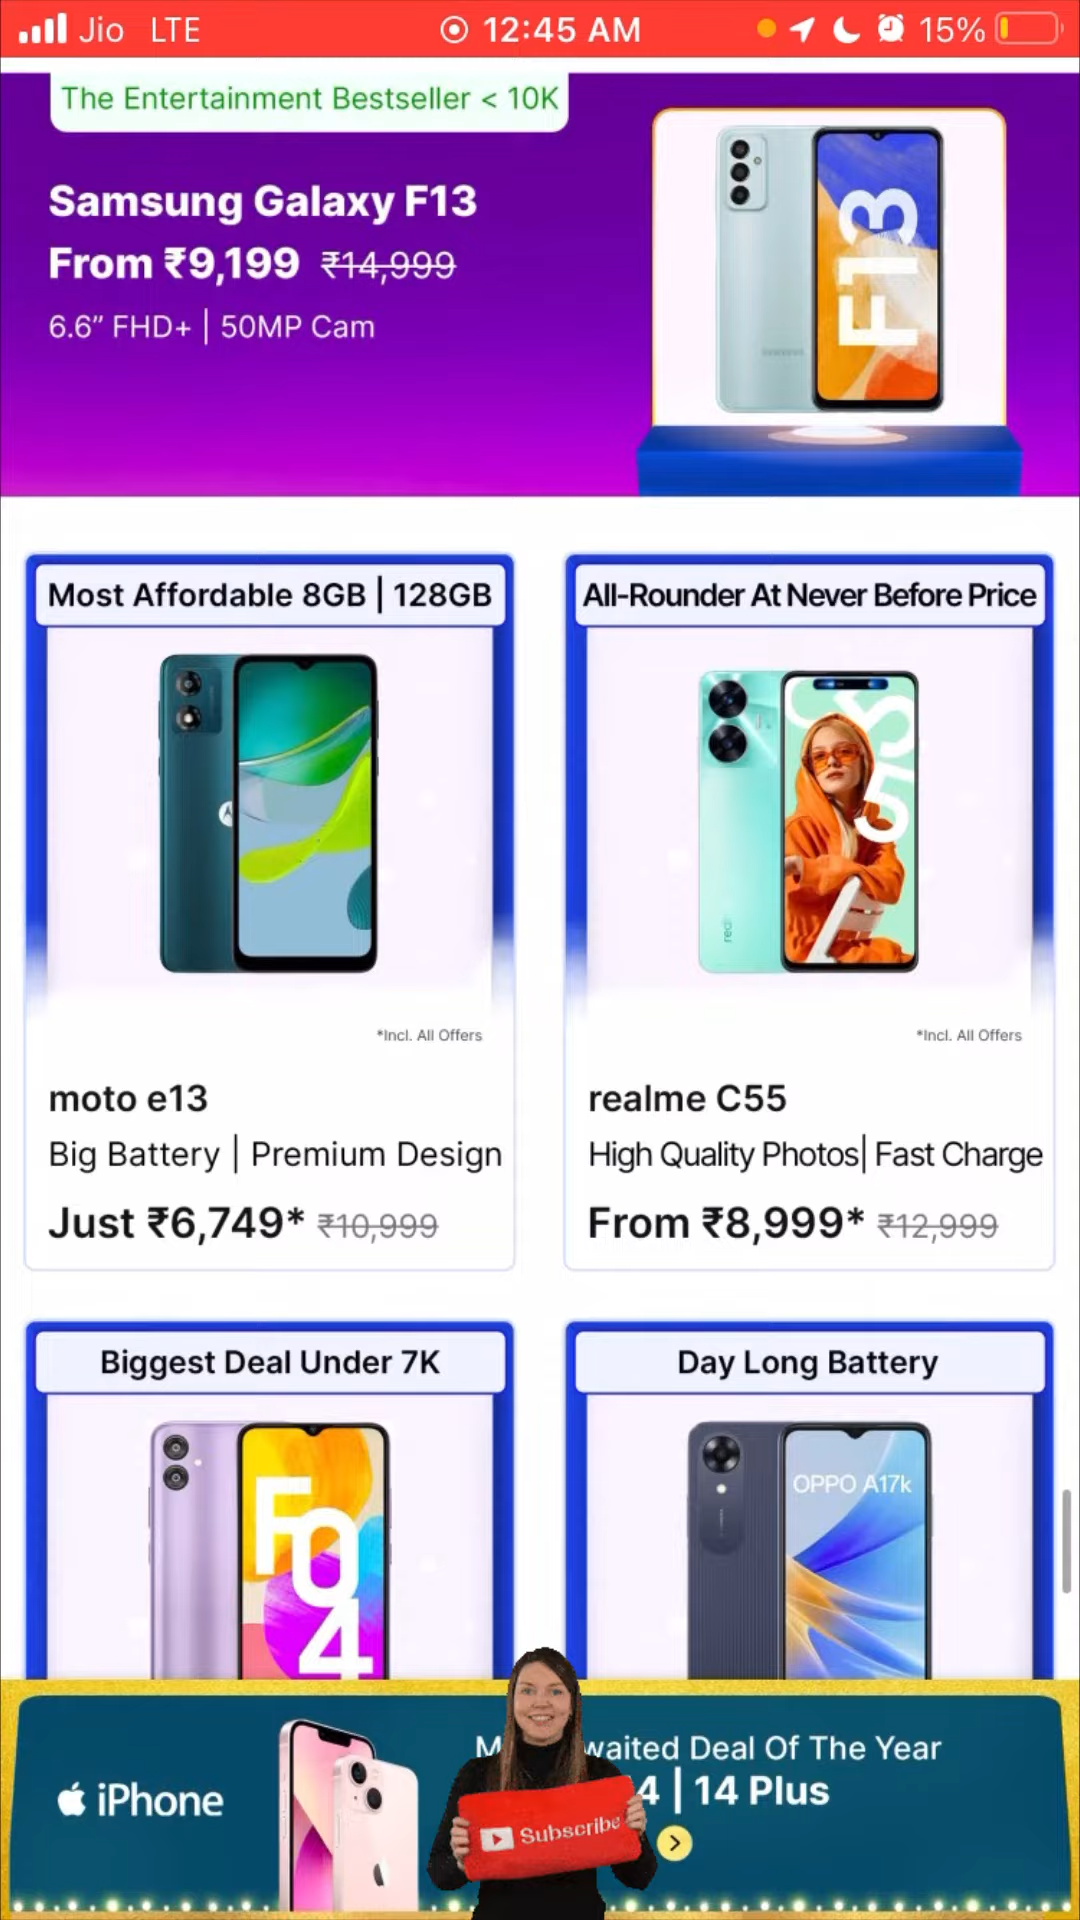 Jio LTE 12:45 AM 15%
The Entertainment Bestseller < 10K
Samsung Galaxy F13
From ₹9,199 ₹14,999
6.6” FHD+ | 50MP Cam
F13
SAMSUNG
Most Affordable 8GB | 128GB
*Incl. All Offers
moto e13
Big Battery | Premium Design
Just ₹6,749* ₹10,999
All-Rounder At Never Before Price
C55
*Incl. All Offers
realme C55
High Quality Photos| Fast Charge
From ₹8,999* ₹12,999
Biggest Deal Under 7K
F04
Day Long Battery
OPPO A17k
iPhone
Deal Of The Year
14 Plus
Subscribe